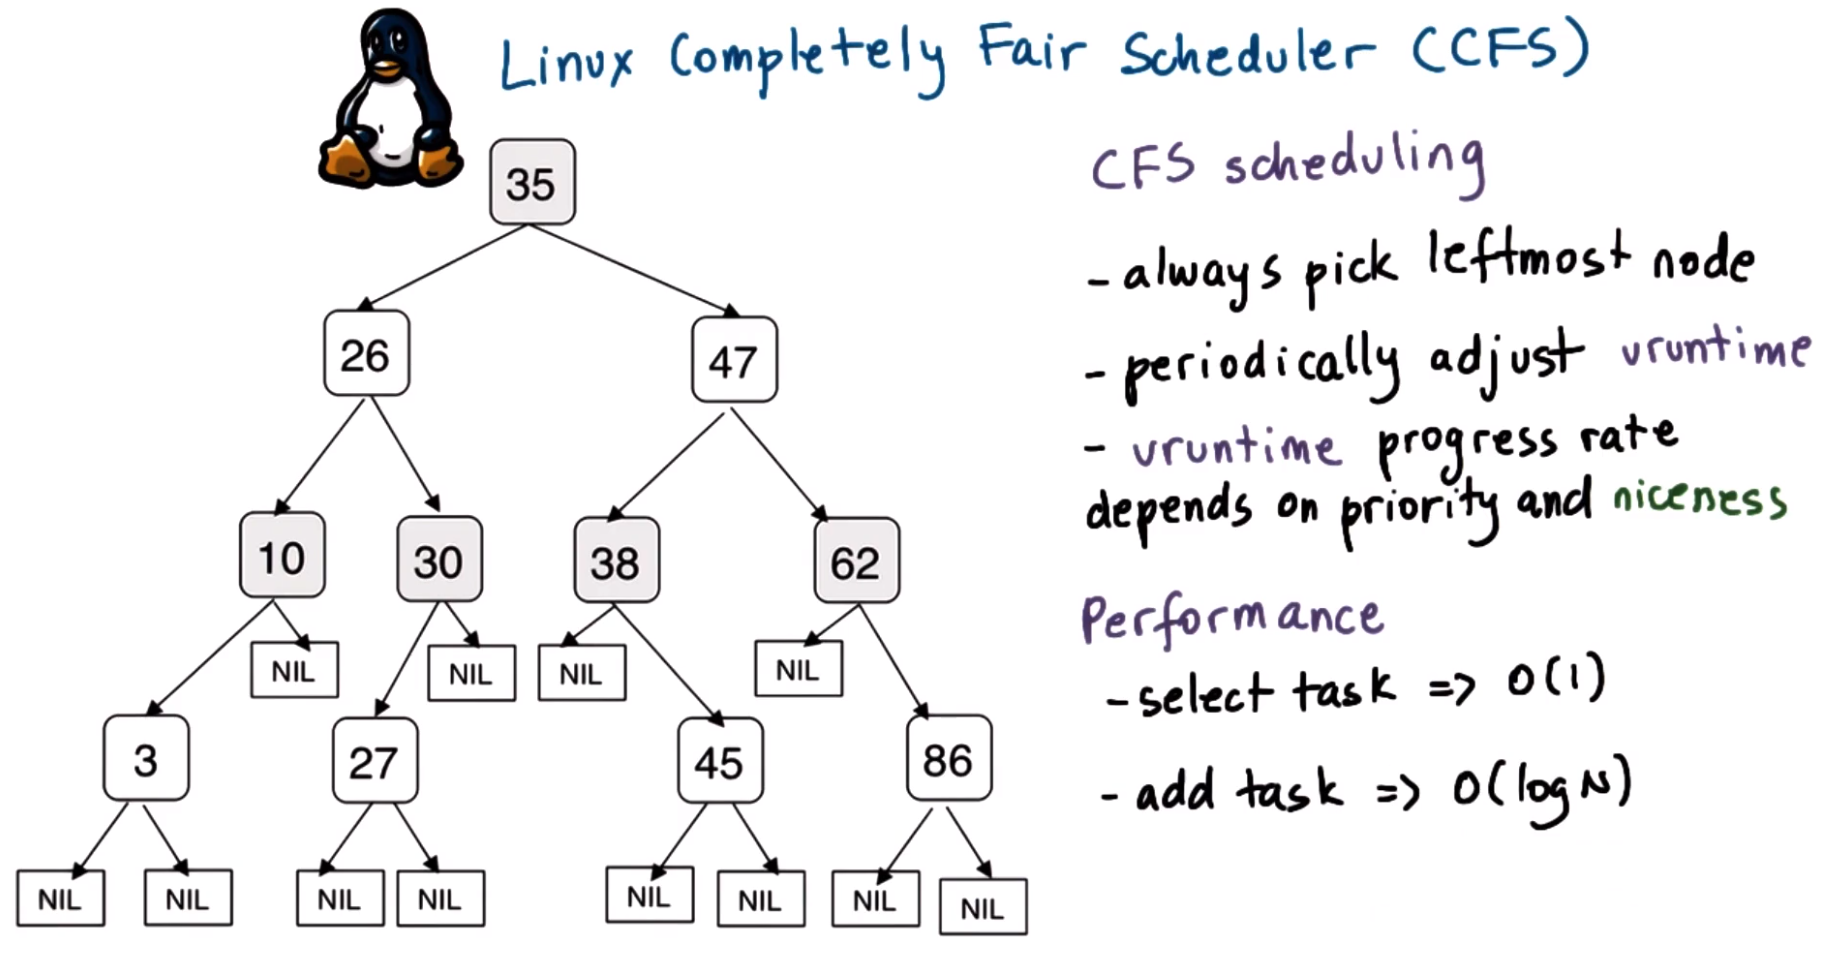 Linux Completely Fair Scheduler (CFS)
35
26
47
10
30
38
62
NIL
NIL
NIL
NIL
3
27
45
86
NIL
NIL
NIL
NIL
NIL
NIL
NIL
NIL
CFS scheduling
- always pick leftmost node
- periodically adjust vruntime
- vruntime progress rate
depends on priority and niceness
Performance
- select task => O(1)
- add task => O(log N)